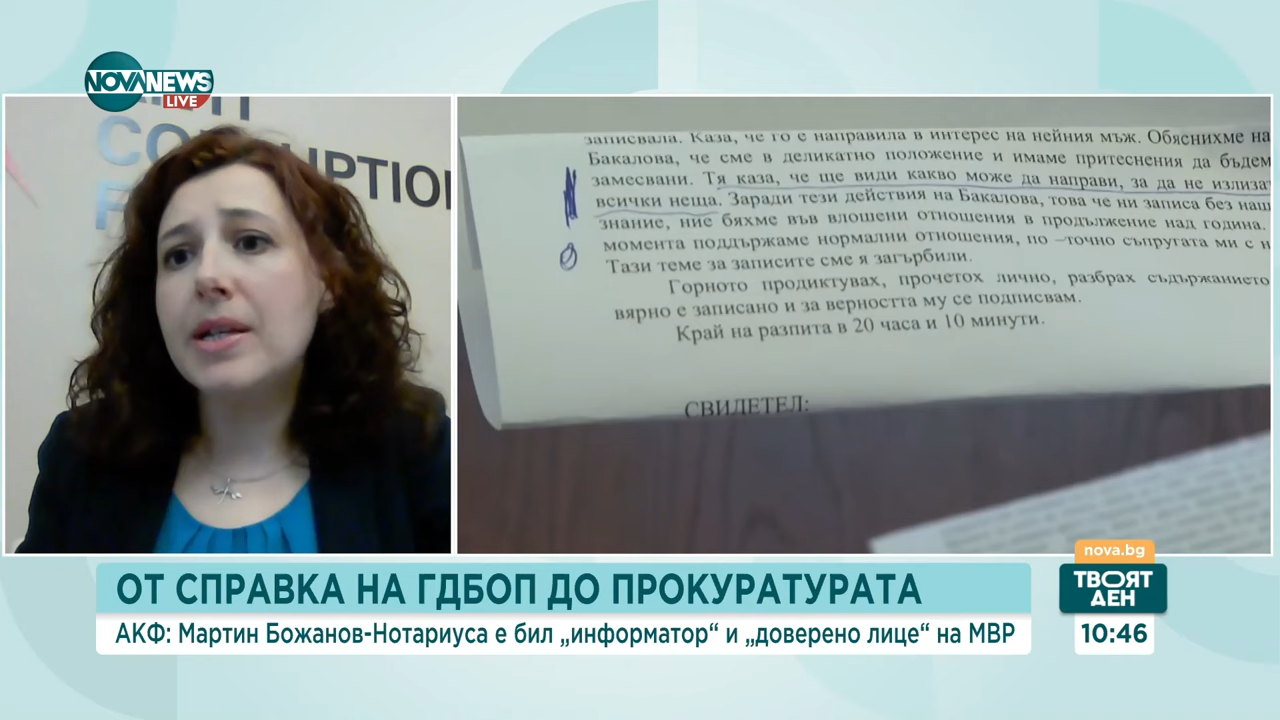 NOVANEWS
LIVE
CORRUPTION
записвала. Каза, че го е направила в интерес на нейния мъж. Обяснихме на
Бакалова, че сме в деликатно положение и имаме притеснения да бъдем
замесвани. Тя каза, че ще види какво може да направи, за да не излизат
всички неща. Заради тези действия на Бакалова, това че ни записа без наш
знание, ние бяхме във влошени отношения в продължение над година.
момента поддържаме нормални отношения, по –точно съпругата ми с н
Тази теме за записите сме я загърбили.
Горното продиктувах, прочетох лично, разбрах съдържанието
вярно е записано и за верността му се подписвам.
Край на разпита в 20 часа и 10 минути.
СВИДЕТЕЛ:
ОТ СПРАВКА НА ГДБОП ДО ПРОКУРАТУРАТА
АКФ: Мартин Божанов-Нотариуса е бил „информатор“ и „доверено лице“ на МВР
nova.bg
ТВОЯТ
ДЕН
10:46